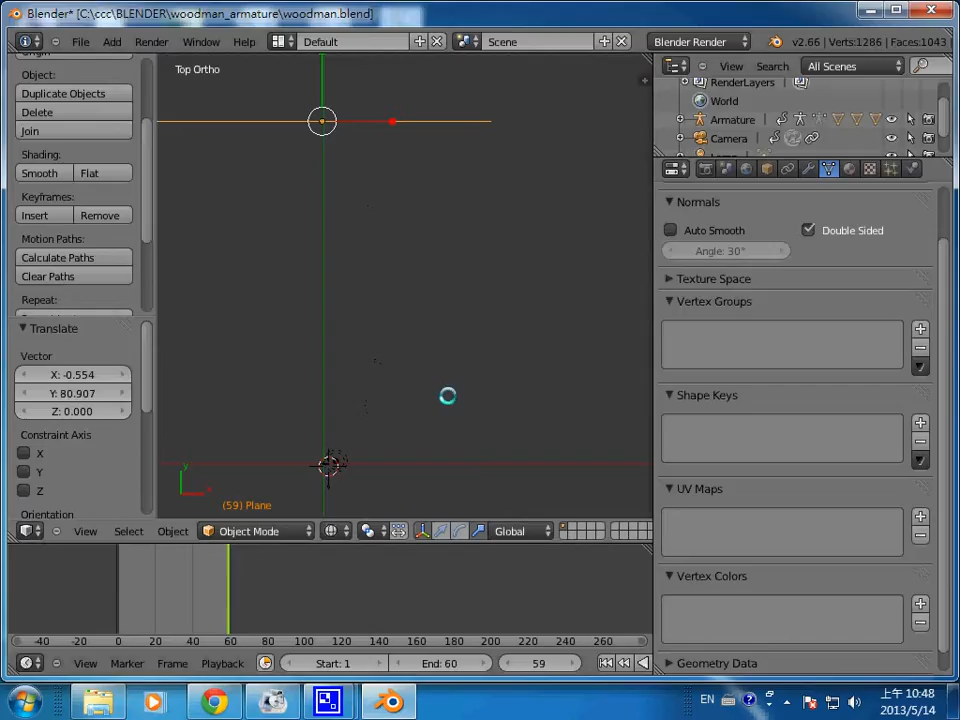 Blender* [C:\ccc\BLENDER\woodman_armature\woodman.blend]
File Add Render Window Help Default Scene Blender Render v2.66 | Verts:1286 | Faces:1043
Object:
Duplicate Objects
Delete
Join
Shading:
Smooth Flat
Keyframes:
Insert Remove
Motion Paths:
Calculate Paths
Clear Paths
Repeat:
Translate
Vector
X: -0.554
Y: 80.907
Z: 0.000
Constraint Axis
X
Y
Z
Orientation
Top Ortho
y
x
(59) Plane
View Select Object Object Mode Global
View Search All Scenes
RenderLayers
World
Armature
Camera
Normals
Auto Smooth Double Sided
Angle: 30°
Texture Space
Vertex Groups
Shape Keys
UV Maps
Vertex Colors
Geometry Data
-40 -20 0 20 40 60 80 100 120 140 160 180 200 220 240 260
View Marker Frame Playback Start: 1 End: 60 59
EN 上午 10:48
2013/5/14